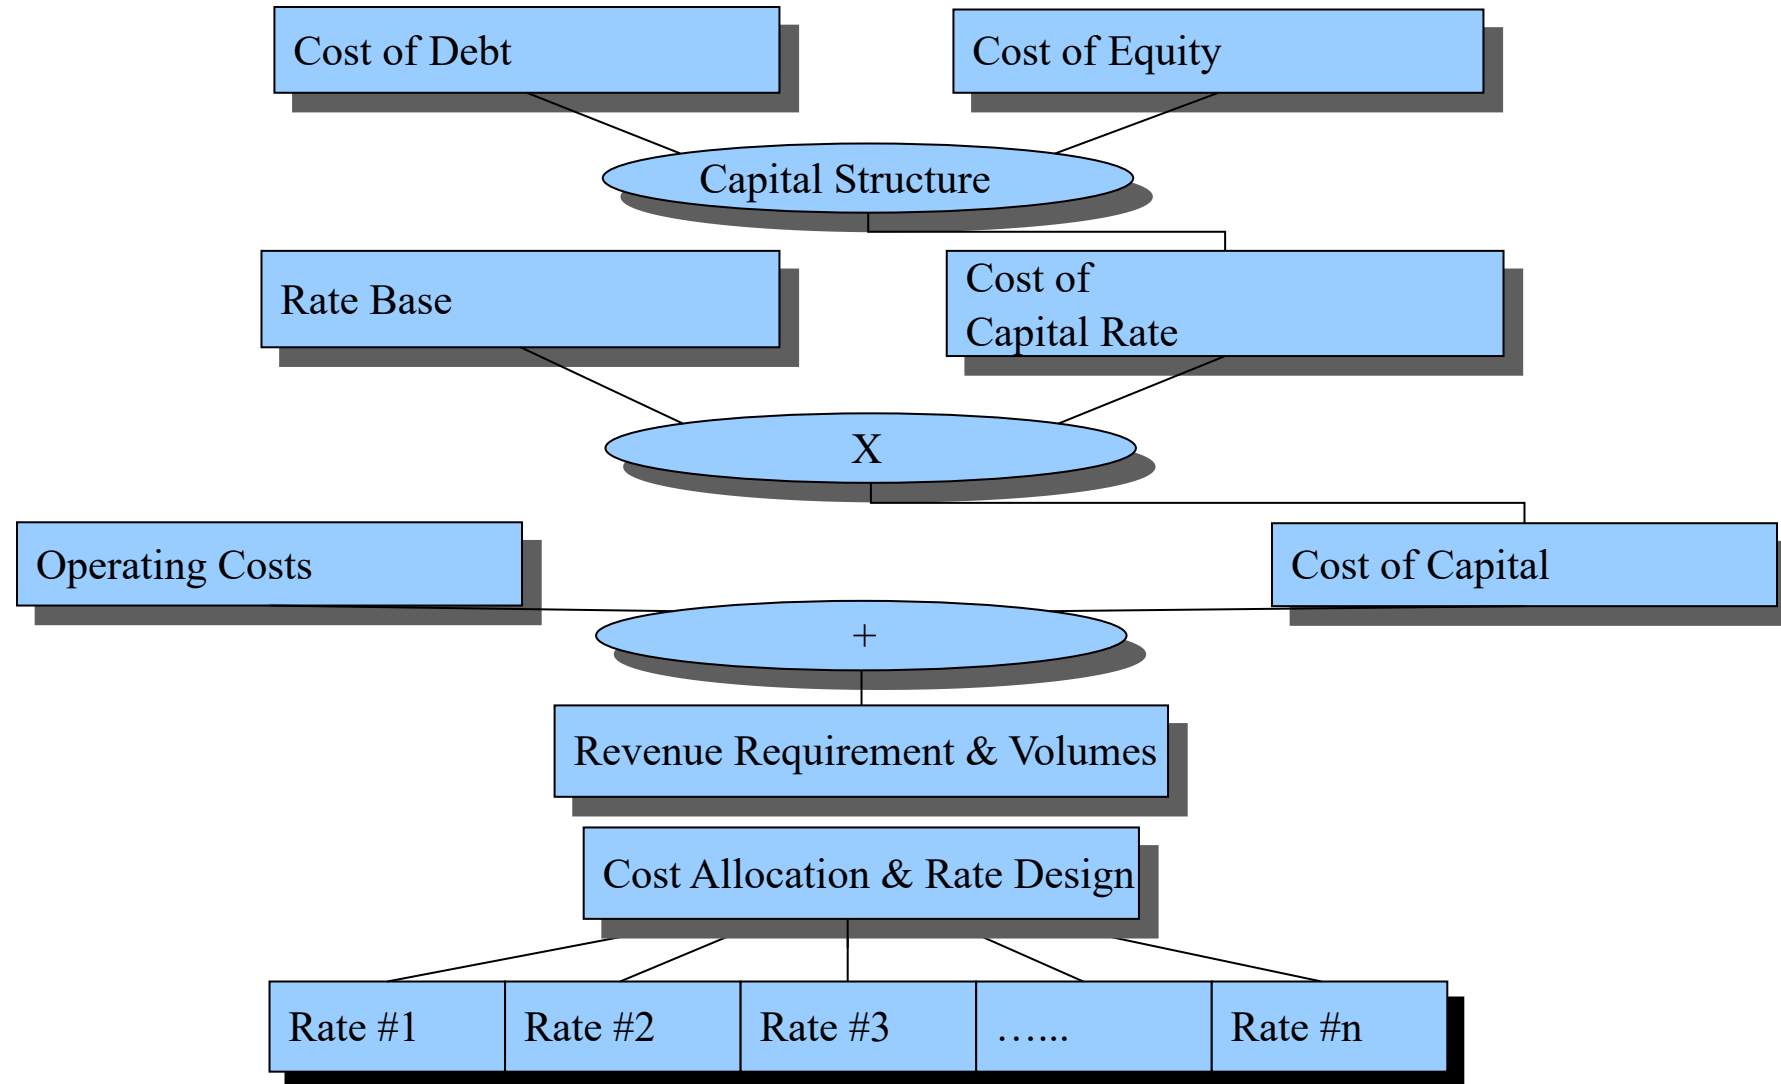 Cost of Debt
Cost of Equity
Capital Structure
Rate Base
Cost of
Capital Rate
X
Operating Costs
Cost of Capital
+
Revenue Requirement & Volumes
Cost Allocation & Rate Design
Rate #1
Rate #2
Rate #3
…...
Rate #n